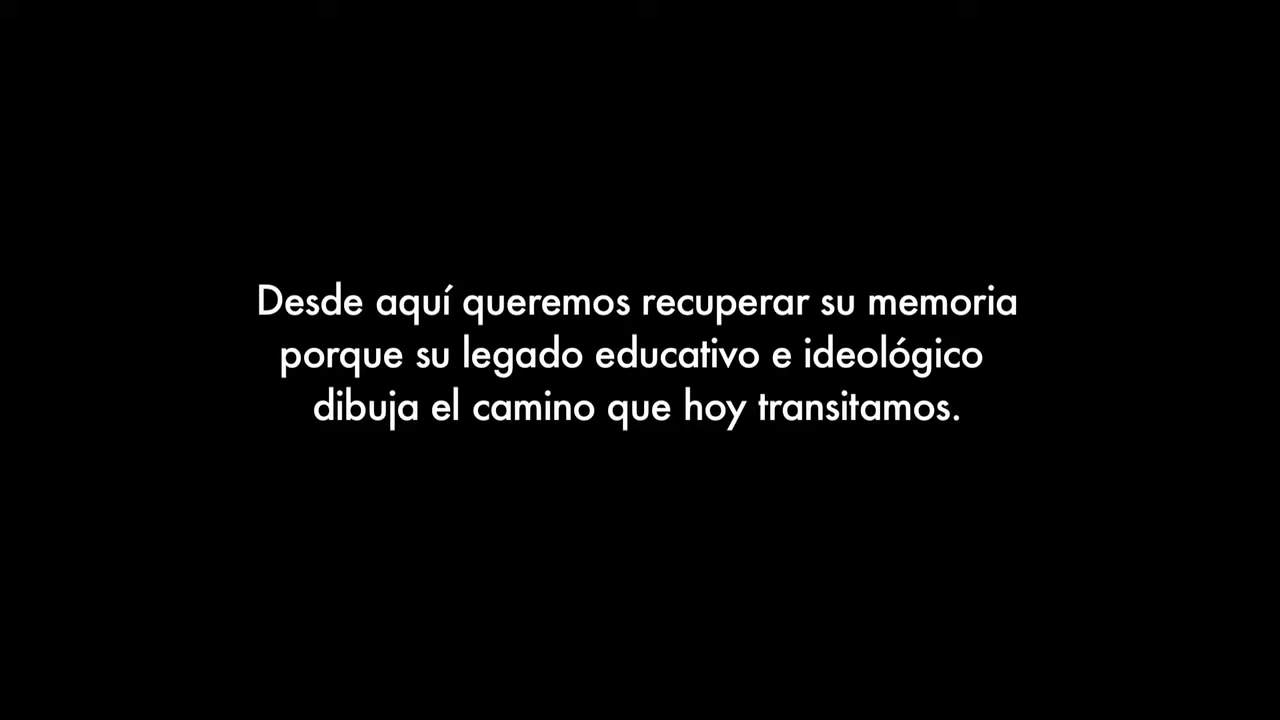 Desde aquí queremos recuperar su memoria
porque su legado educativo e ideológico
dibuja el camino que hoy transitamos.